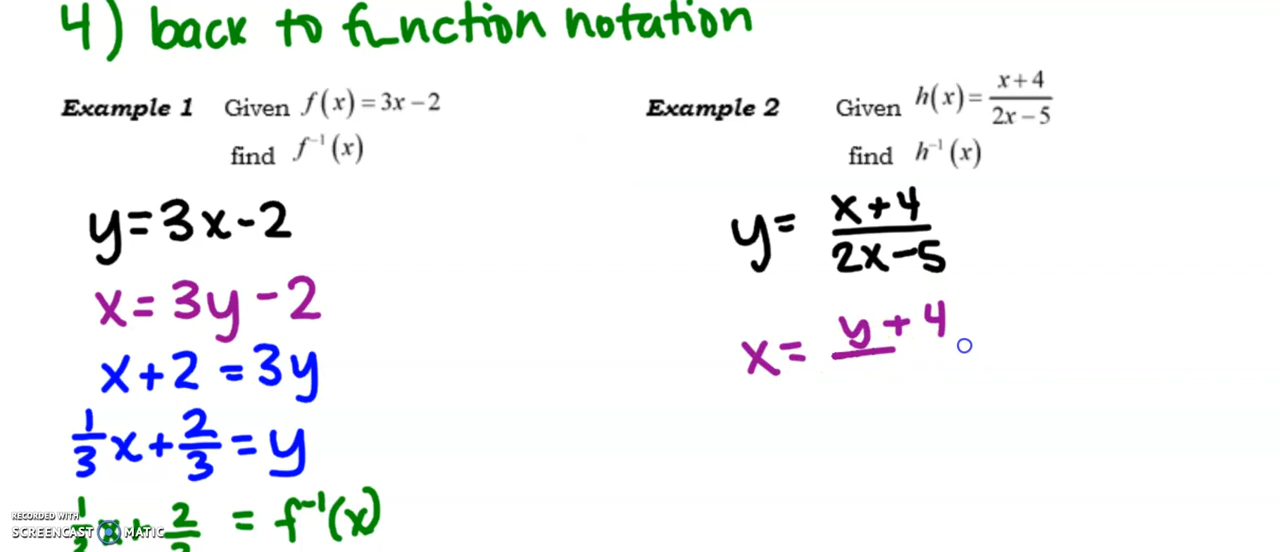 4) back to function notation
Example 1 Given f(x) = 3x − 2
find f⁻¹(x)
y = 3x - 2
x = 3y - 2
x + 2 = 3y
1/3 x + 2/3 = y
= f⁻¹(x)
Example 2 Given h(x) = (x + 4)/(2x − 5)
find h⁻¹(x)
y = (x + 4)/(2x - 5)
x = y + 4
RECORDED WITH
SCREENCAST MATIC